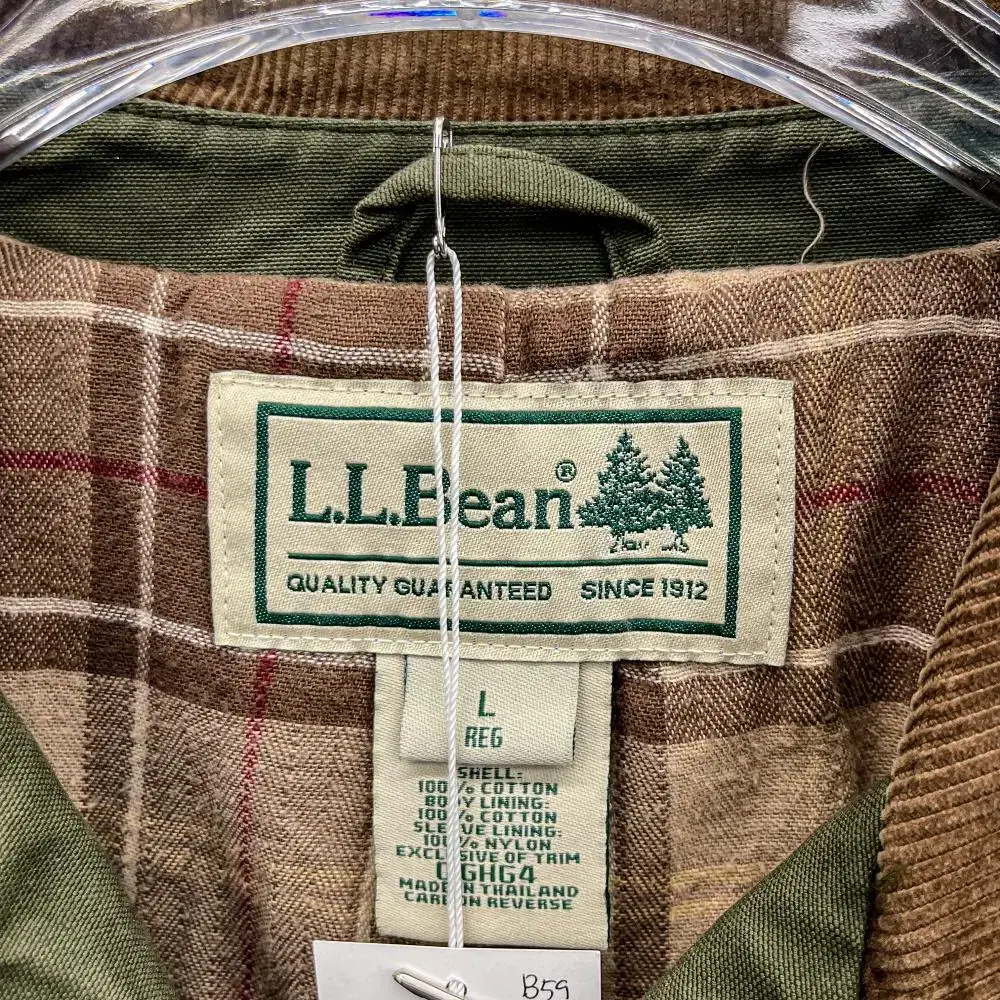 L.L.Bean®
QUALITY GUARANTEED SINCE 1912
L
REG
SHELL:
100% COTTON
BODY LINING:
100% COTTON
SLEEVE LINING:
100% NYLON
EXCLUSIVE OF TRIM
MADE IN THAILAND
CARE ON REVERSE
B59